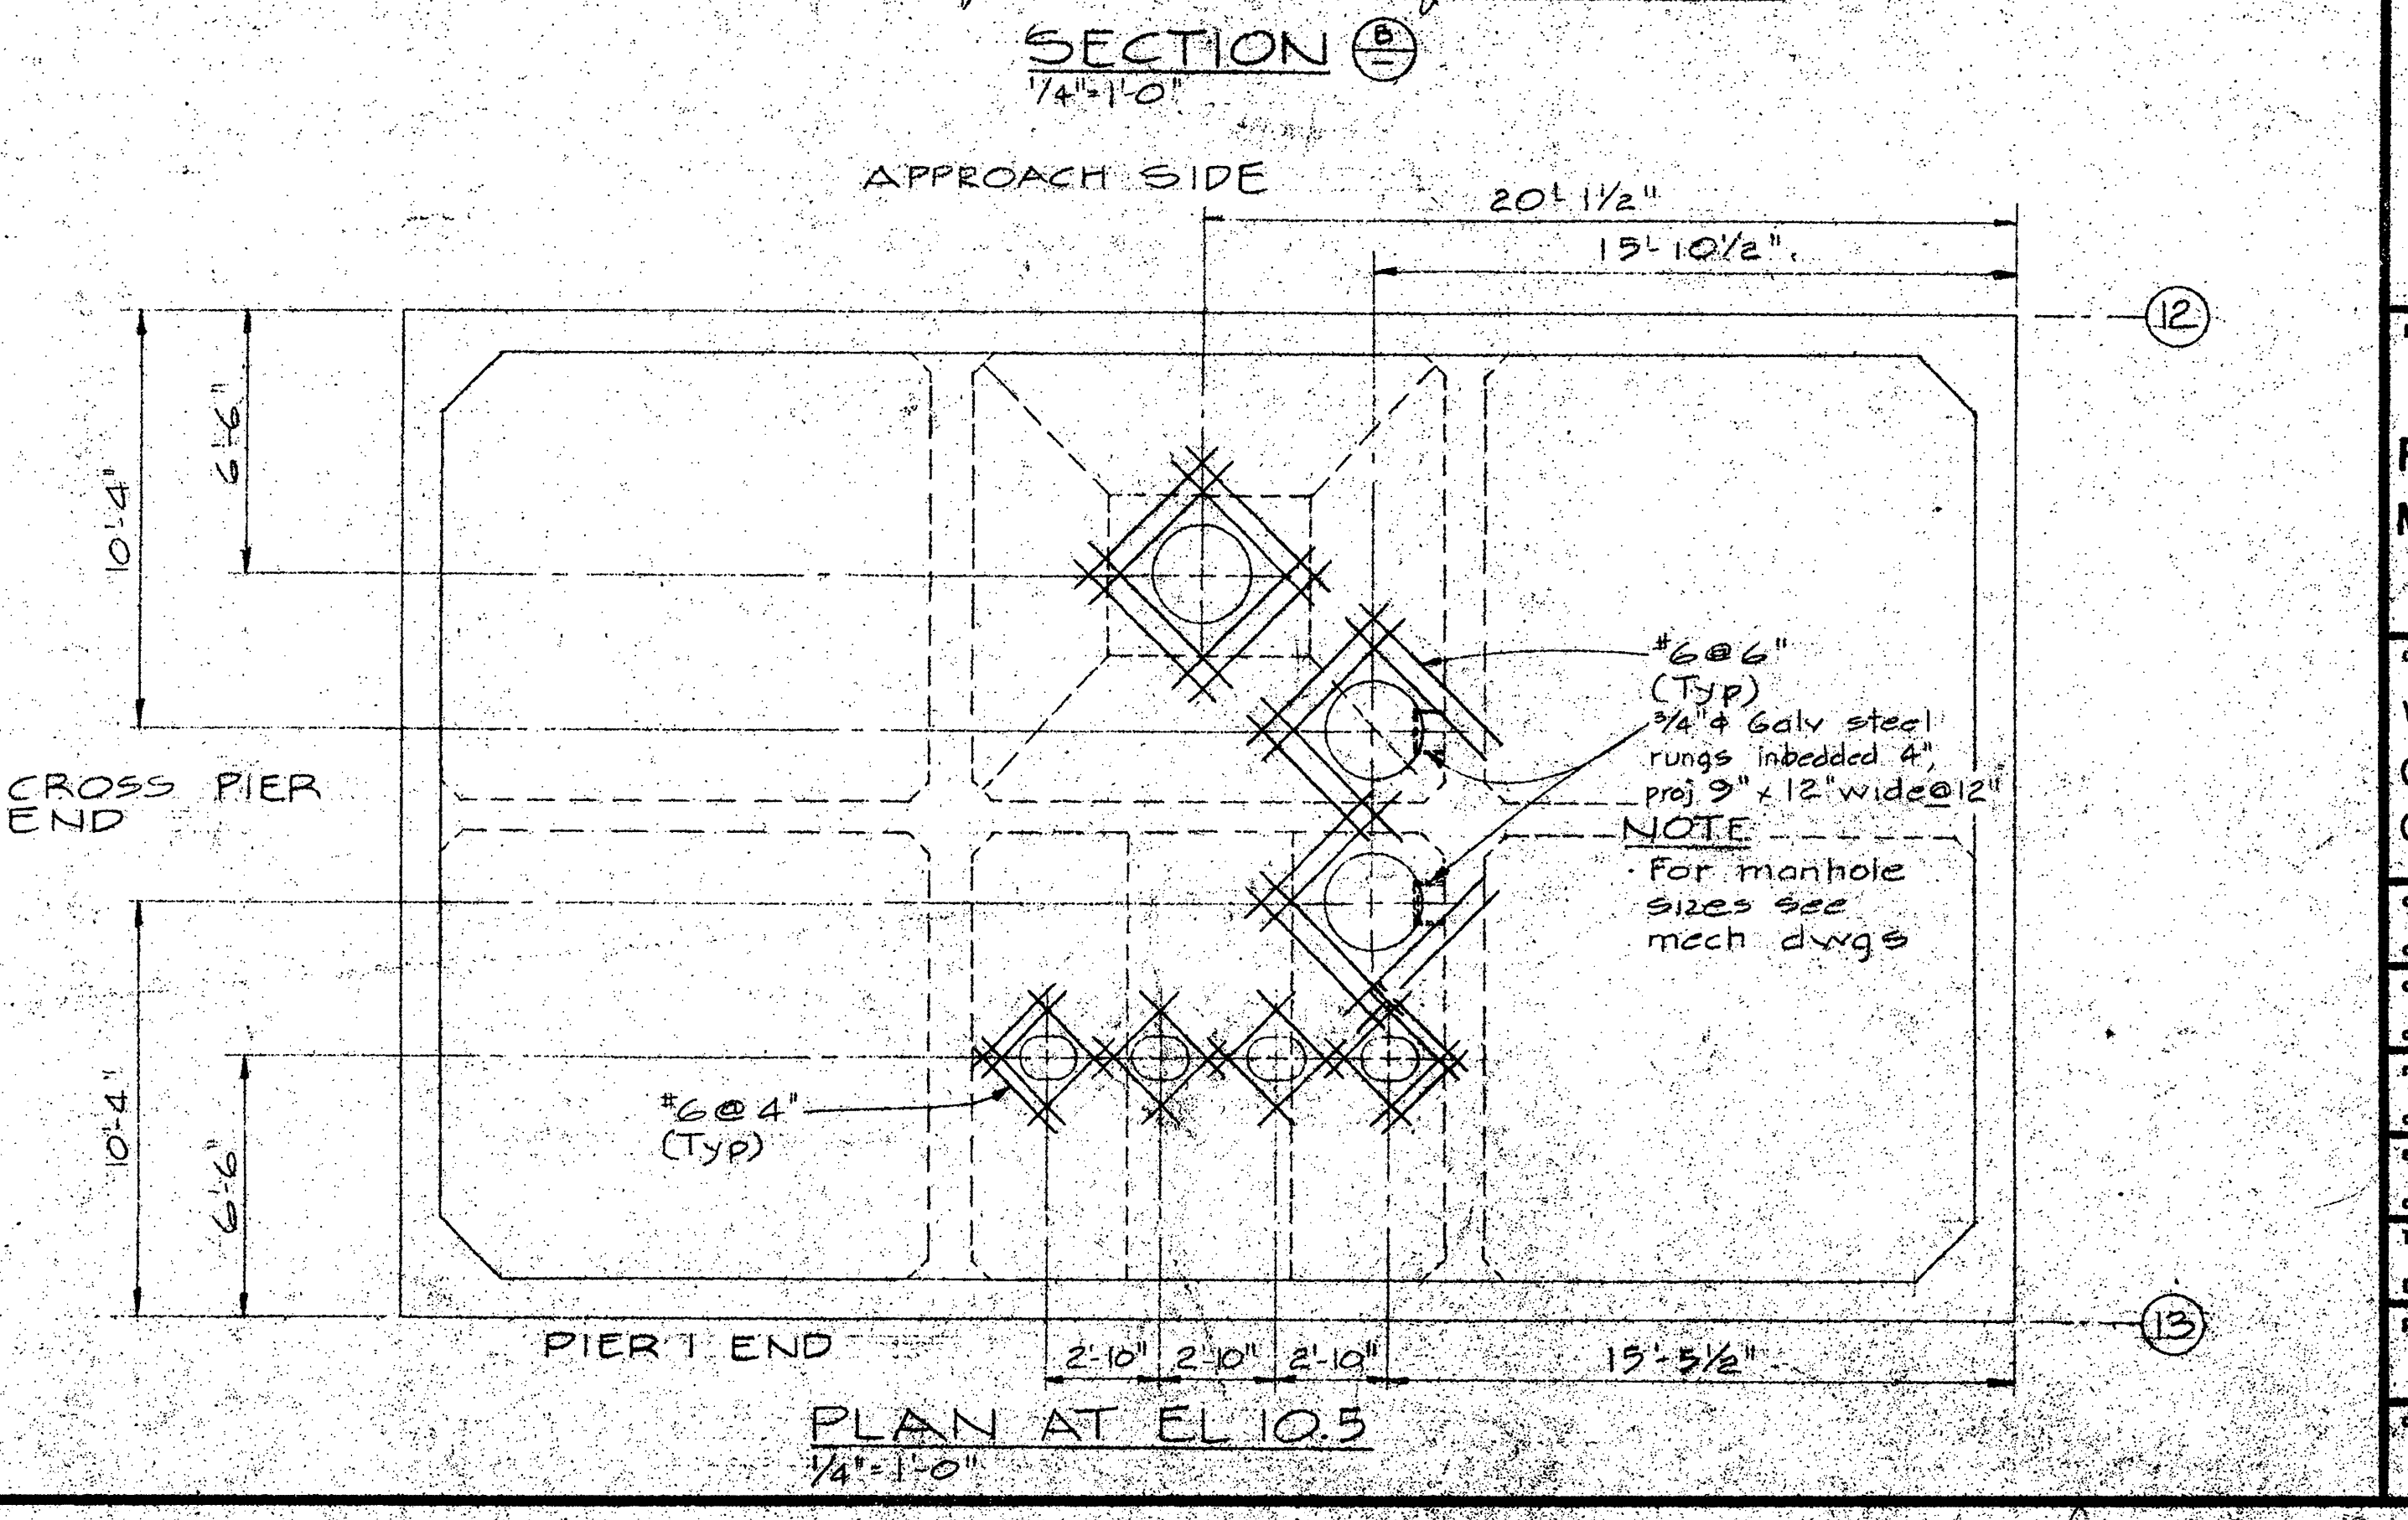 SECTION B
1/4"=1'-0"
APPROACH SIDE
20'-1 1/2"
15'-10 1/2"
12
6'-6"
10'-4"
#6@6"
(Typ)
3/4"ϕ Galv steel
rungs inbedded 4",
proj 9" x 12" wide@12"
CROSS PIER
END
NOTE
· For manhole
sizes see
mech dwgs
10'-4"
6'-6"
#6@4"
(Typ)
13
PIER 1 END
2'-10" 2'-10" 2'-10" 15'-5 1/2"
PLAN AT EL 10.5
1/4"=1'-0"